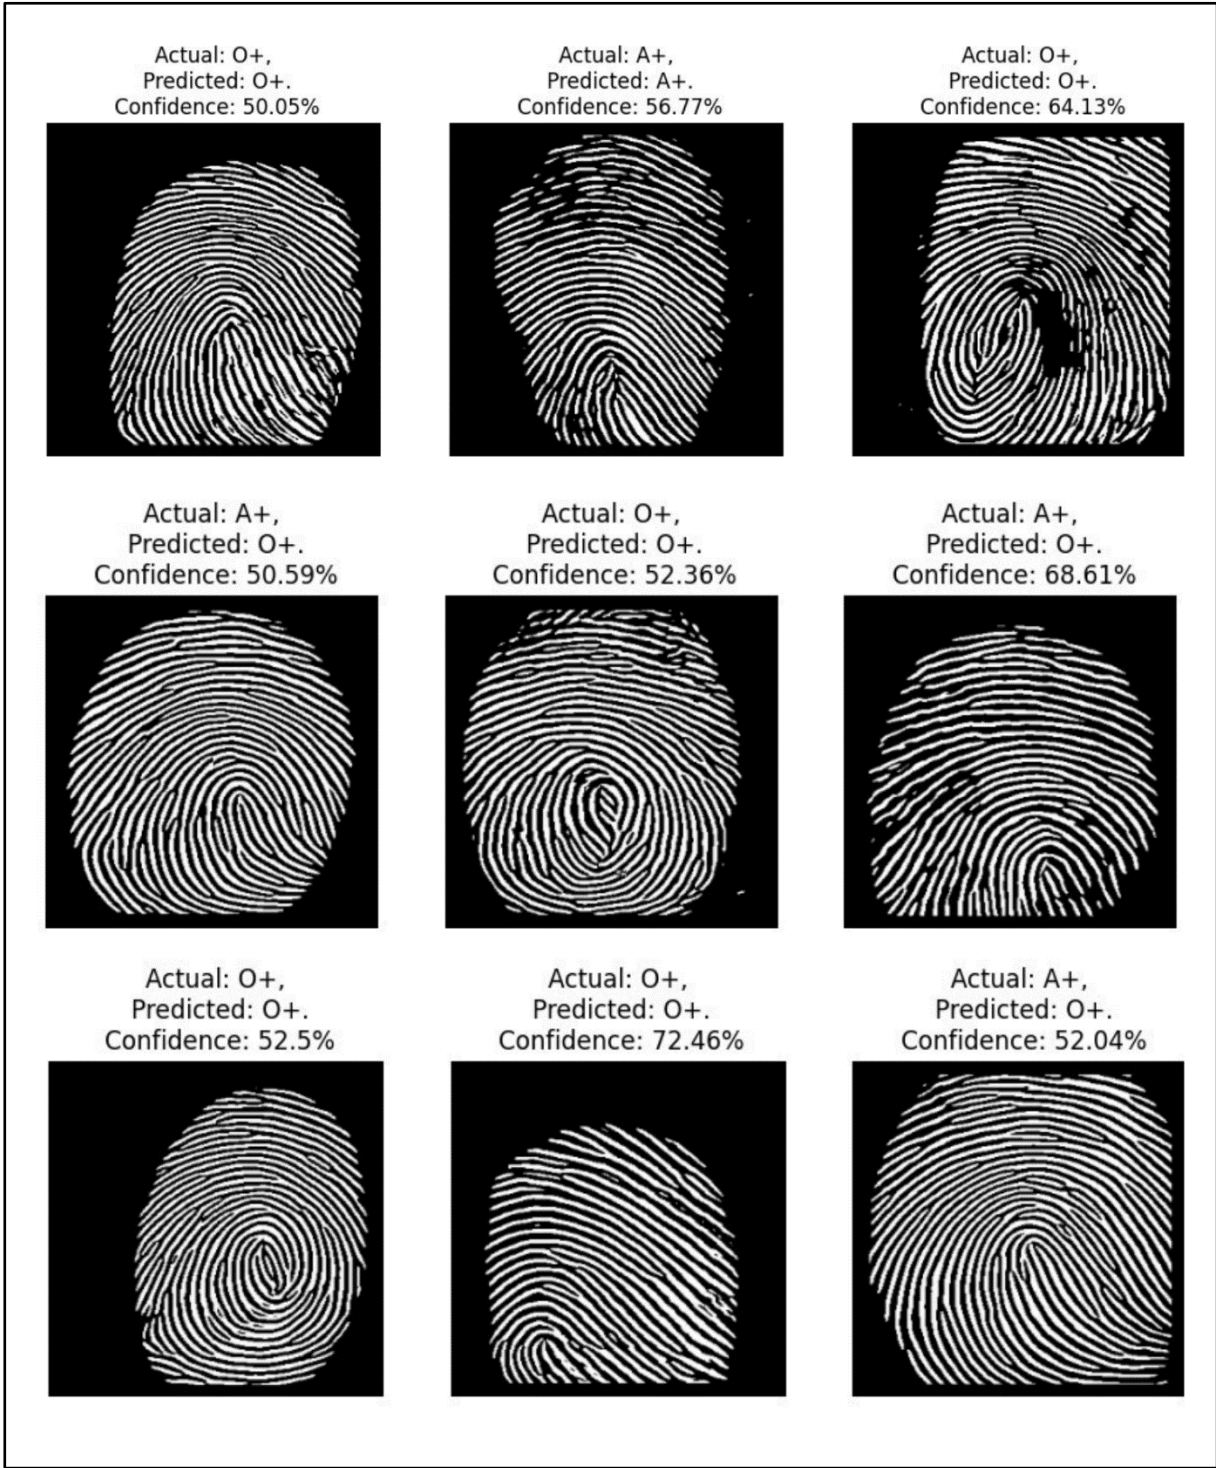 Actual: O+,
Predicted: O+.
Confidence: 50.05%
Actual: A+,
Predicted: A+.
Confidence: 56.77%
Actual: O+,
Predicted: O+.
Confidence: 64.13%
Actual: A+,
Predicted: O+.
Confidence: 50.59%
Actual: O+,
Predicted: O+.
Confidence: 52.36%
Actual: A+,
Predicted: O+.
Confidence: 68.61%
Actual: O+,
Predicted: O+.
Confidence: 52.5%
Actual: O+,
Predicted: O+.
Confidence: 72.46%
Actual: A+,
Predicted: O+.
Confidence: 52.04%